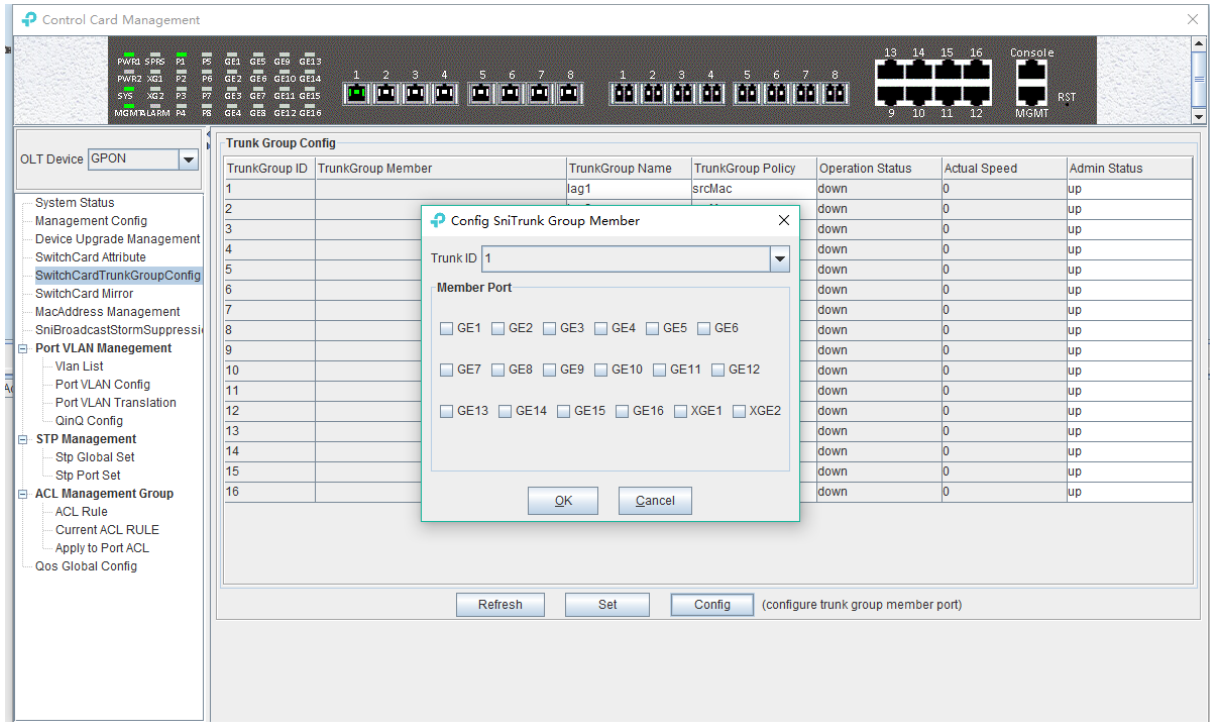 Control Card Management
13 14 15 16 Console
PWR1 SPRS P1 P5 GE1 GE5 GE9 GE13
PWR2 XG1 P2 P6 GE2 GE6 GE10 GE14
1 2 3 4 5 6 7 8 1 2 3 4 5 6 7 8
SYS XG2 P3 P7 GE3 GE7 GE11 GE15
RST
MGMT ALARM P4 P8 GE4 GE8 GE12 GE16
9 10 11 12 MGMT
OLT Device GPON
System Status
Management Config
Device Upgrade Management
SwitchCard Attribute
SwitchCardTrunkGroupConfig
SwitchCard Mirror
MacAddress Management
SniBroadcastStormSuppressi
Port VLAN Manegement
Vlan List
Port VLAN Config
Port VLAN Translation
QinQ Config
STP Management
Stp Global Set
Stp Port Set
ACL Management Group
ACL Rule
Current ACL RULE
Apply to Port ACL
Qos Global Config
Trunk Group Config
TrunkGroup ID TrunkGroup Member TrunkGroup Name TrunkGroup Policy Operation Status Actual Speed Admin Status
1 lag1 srcMac down 0 up
2 down 0 up
3 down 0 up
4 down 0 up
5 down 0 up
6 down 0 up
7 down 0 up
8 down 0 up
9 down 0 up
10 down 0 up
11 down 0 up
12 down 0 up
13 down 0 up
14 down 0 up
15 down 0 up
16 down 0 up
Config SniTrunk Group Member
Trunk ID 1
Member Port
GE1 GE2 GE3 GE4 GE5 GE6
GE7 GE8 GE9 GE10 GE11 GE12
GE13 GE14 GE15 GE16 XGE1 XGE2
OK Cancel
Refresh Set Config (configure trunk group member port)